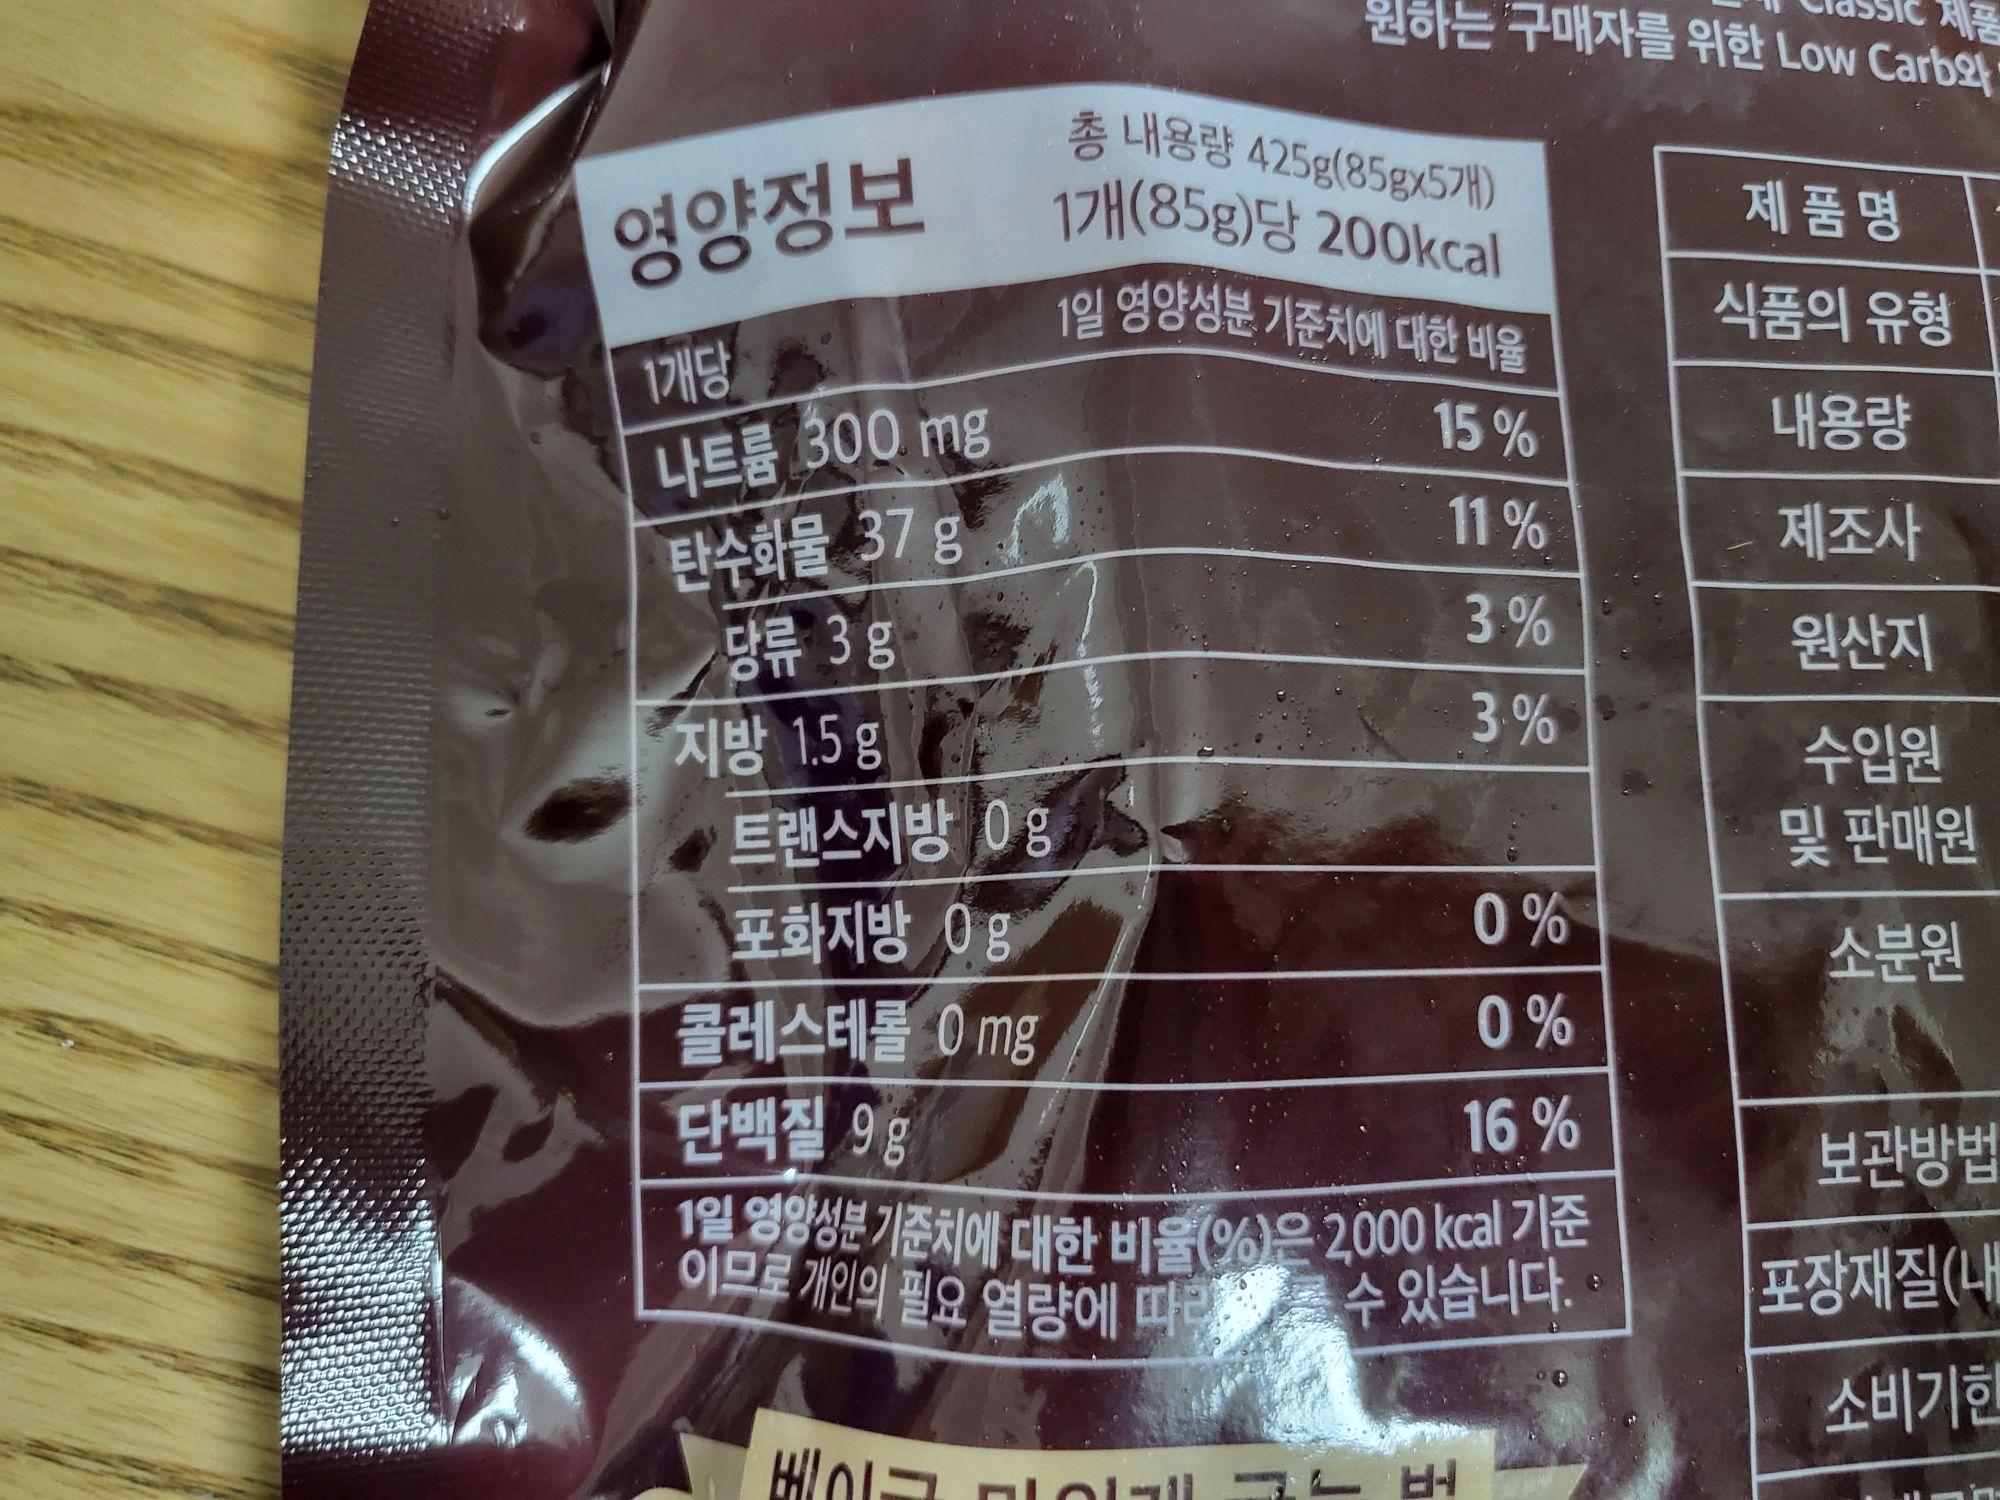 Classic 제품
원하는 구매자를 위한 Low Carb와
영양정보
총 내용량 425g(85gx5개)
1개(85g)당 200kcal
1개당 1일 영양성분 기준치에 대한 비율
나트륨 300 mg 15 %
탄수화물 37 g 11 %
당류 3 g 3 %
지방 1.5 g 3 %
트랜스지방 0 g
포화지방 0 g 0 %
콜레스테롤 0 mg 0 %
단백질 9 g 16 %
1일 영양성분 기준치에 대한 비율(%)은 2,000 kcal 기준
이므로 개인의 필요 열량에 수 있습니다.
제품명
식품의 유형
내용량
제조사
원산지
수입원
및 판매원
소분원
보관방법
포장재질(내
소비기한